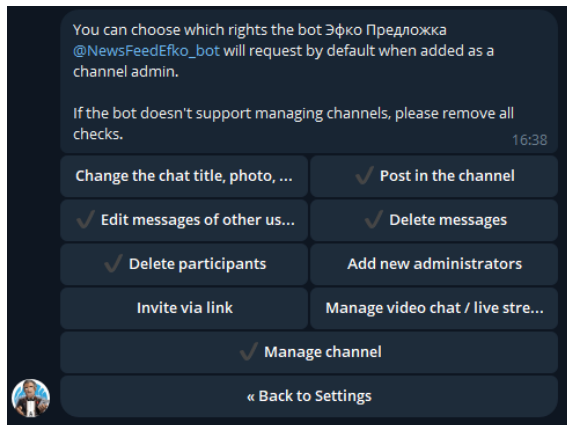 You can choose which rights the bot Эфко Предложка
@NewsFeedEfko_bot will request by default when added as a
channel admin.
If the bot doesn't support managing channels, please remove all
checks.
16:38
Change the chat title, photo, ...
✓ Post in the channel
✓ Edit messages of other us...
✓ Delete messages
✓ Delete participants
Add new administrators
Invite via link
Manage video chat / live stre...
✓ Manage channel
« Back to Settings